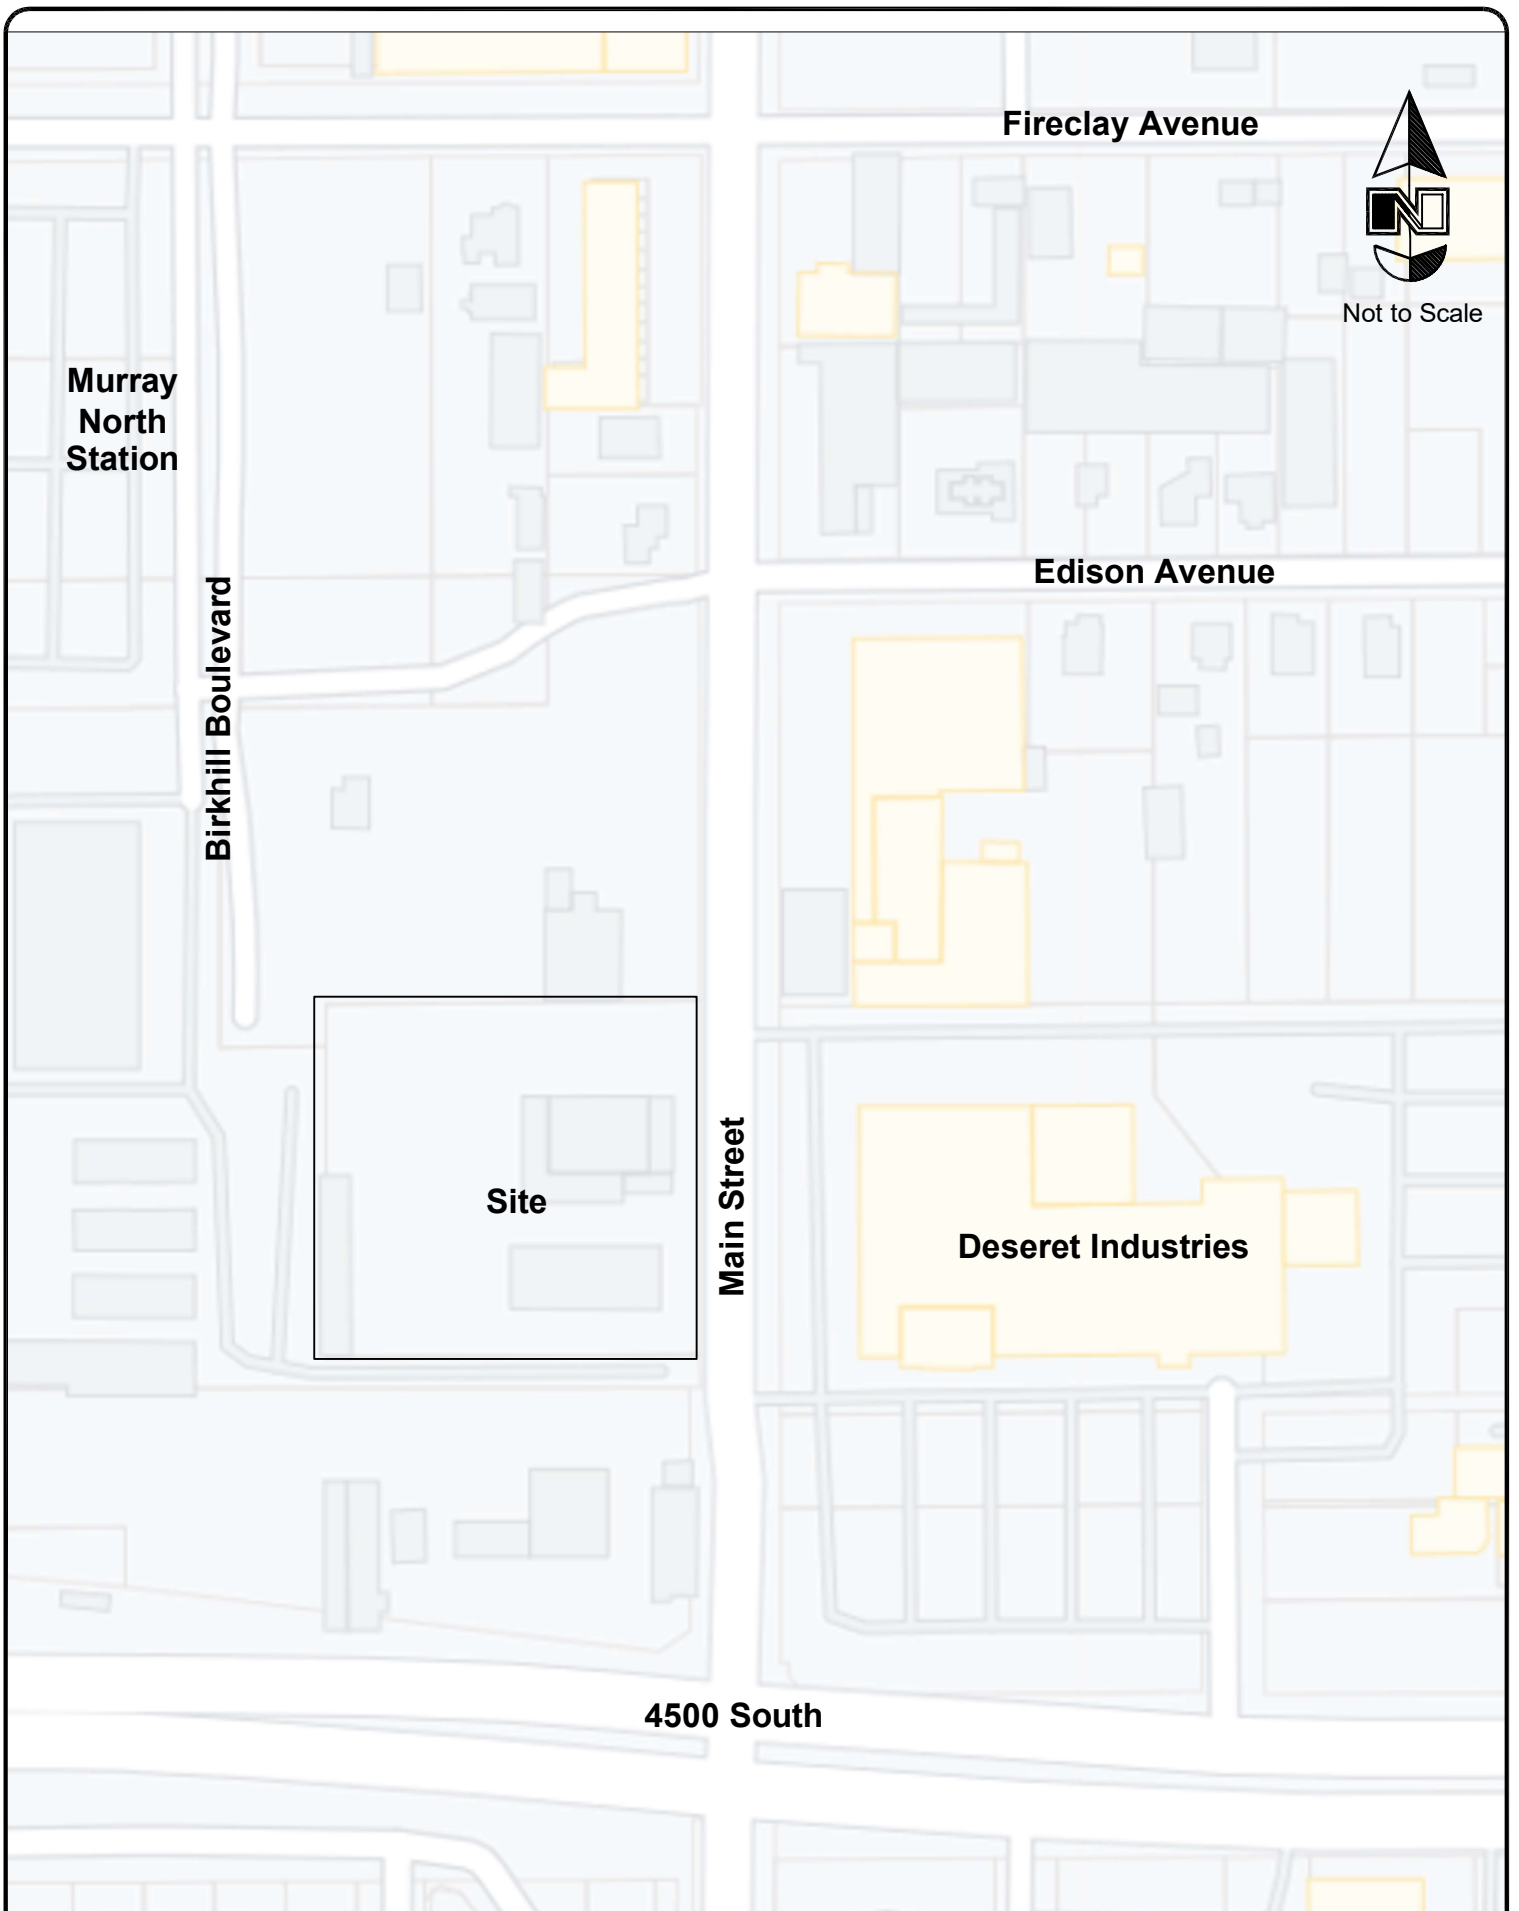 Fireclay Avenue
N
Not to Scale
Murray
North
Station
Edison Avenue
Birkhill Boulevard
Main Street
Site
Deseret Industries
4500 South